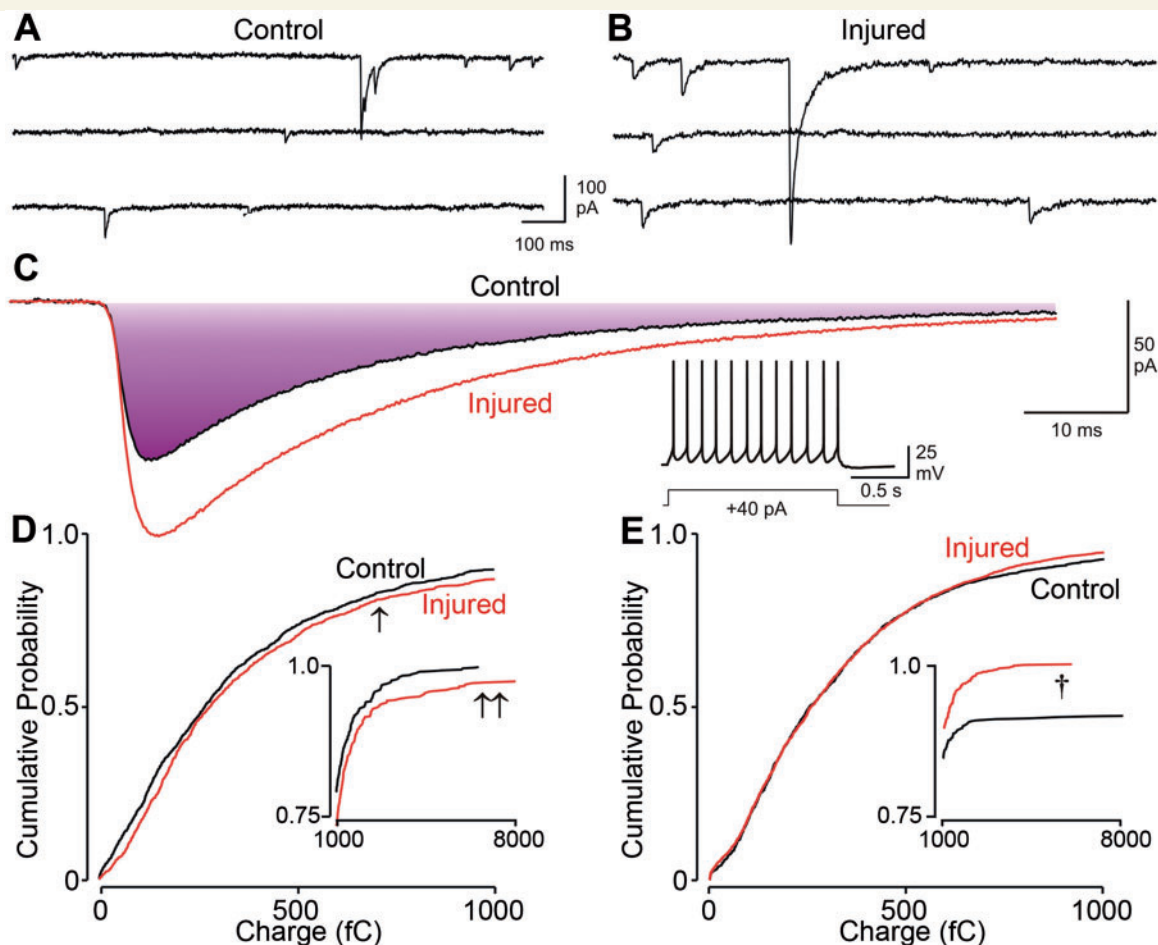 A
Control
B
Injured
100
pA
100 ms
C
Control
Injured
50
pA
10 ms
25
mV
0.5 s
+40 pA
D
Cumulative Probability
1.0
0.5
0
Control
Injured
↑
1.0
0.75
↑↑
1000
8000
0
500
1000
Charge (fC)
E
Cumulative Probability
1.0
0.5
0
Injured
Control
1.0
0.75
†
1000
8000
0
500
1000
Charge (fC)